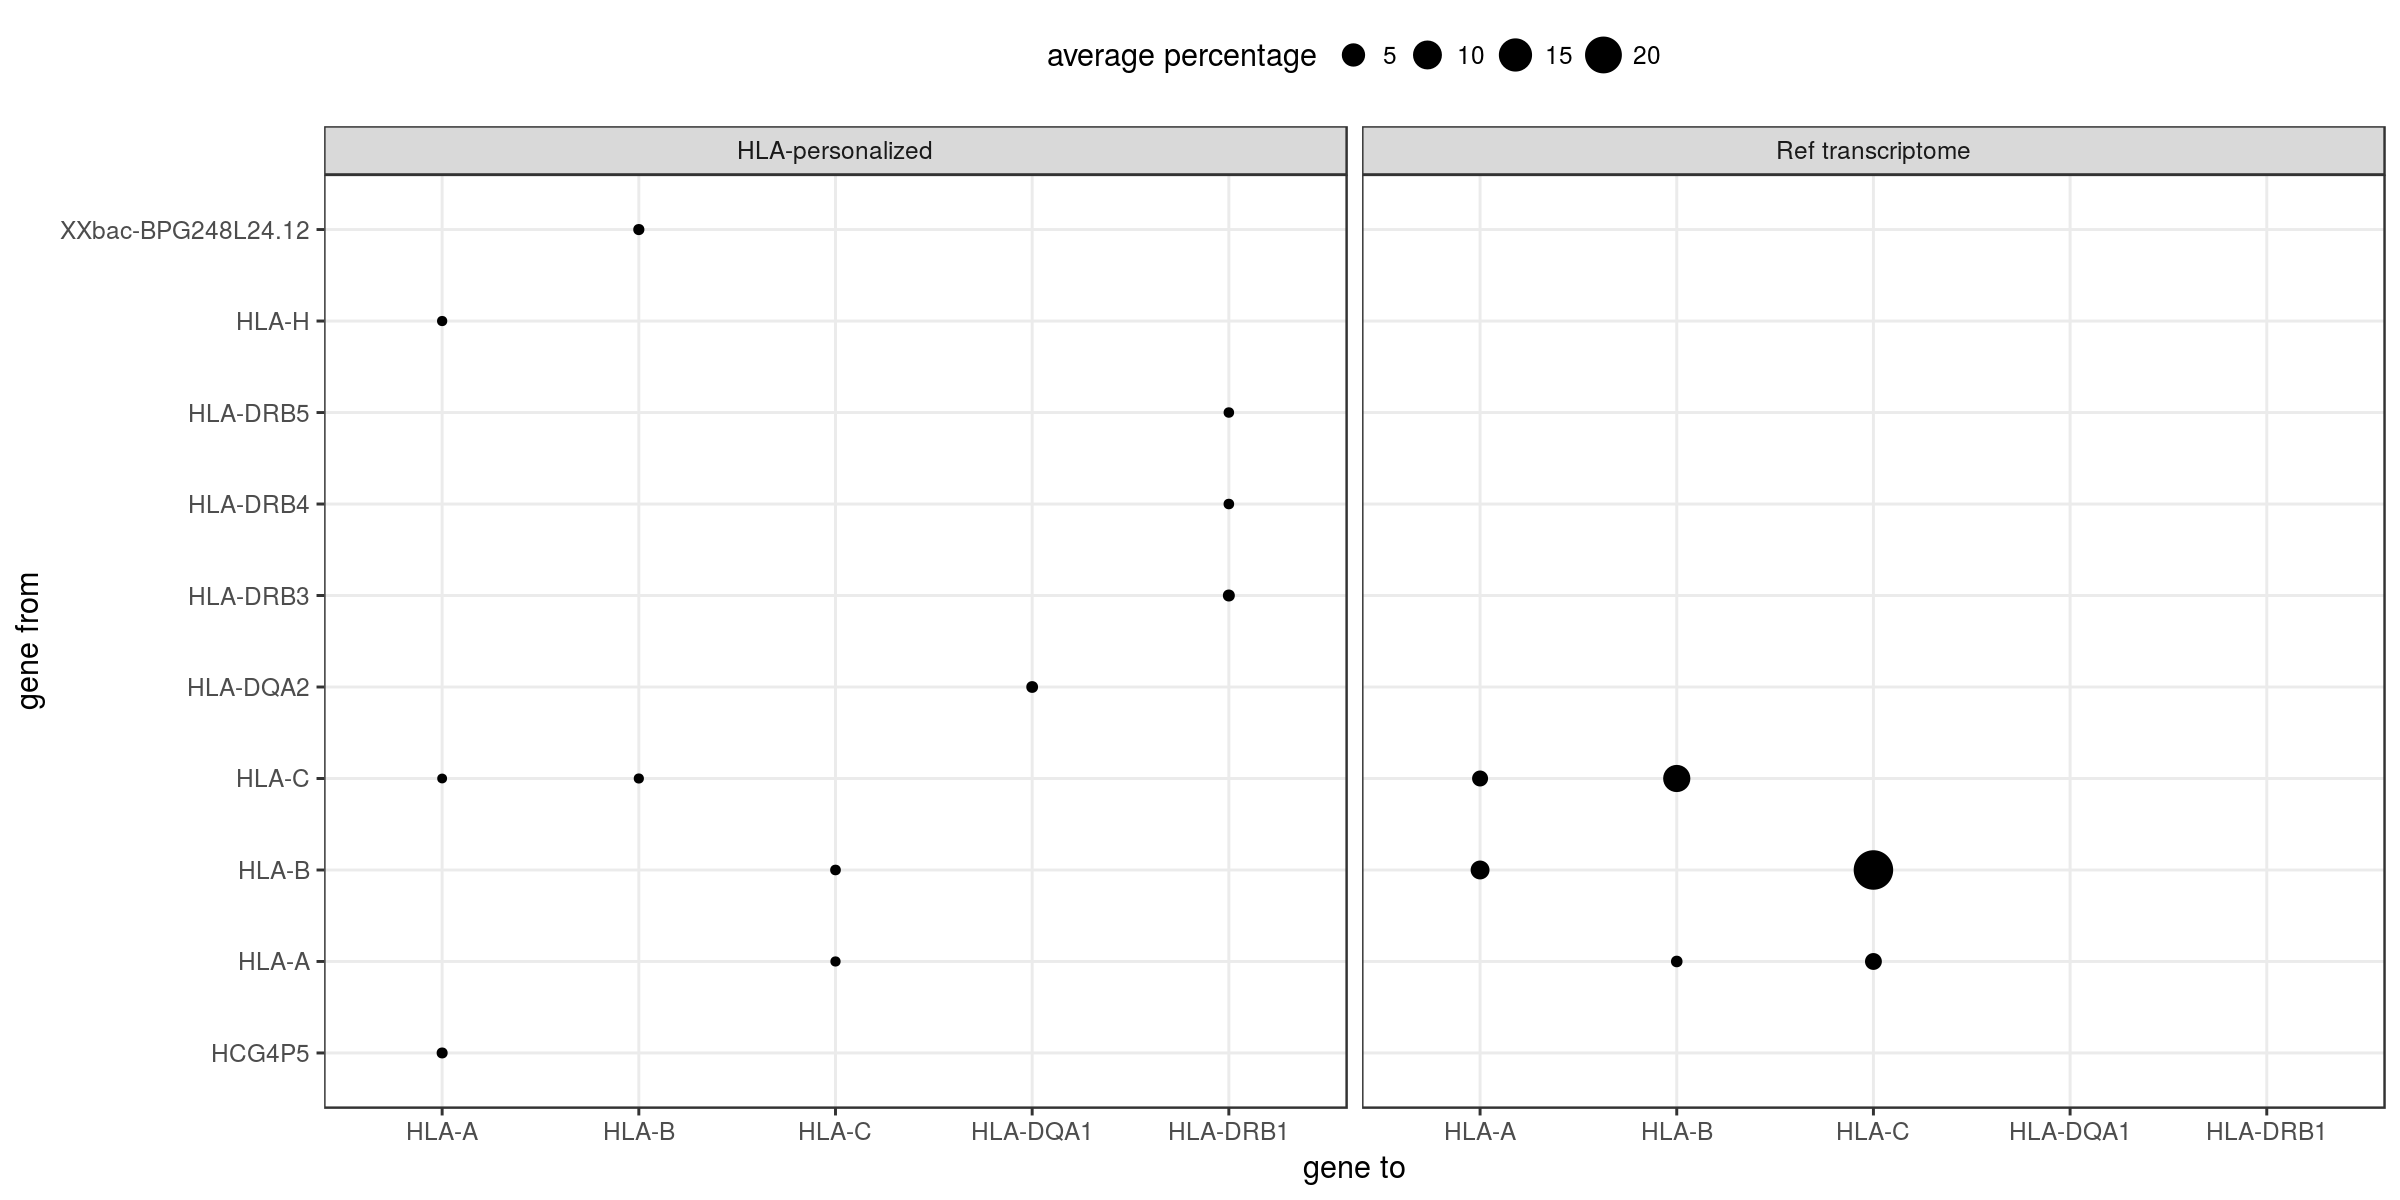 average percentage 5 10 15 20
HLA-personalized
Ref transcriptome
XXbac-BPG248L24.12
HLA-H
HLA-DRB5
HLA-DRB4
HLA-DRB3
HLA-DQA2
HLA-C
HLA-B
HLA-A
HCG4P5
gene from
HLA-A HLA-B HLA-C HLA-DQA1 HLA-DRB1
HLA-A HLA-B HLA-C HLA-DQA1 HLA-DRB1
gene to